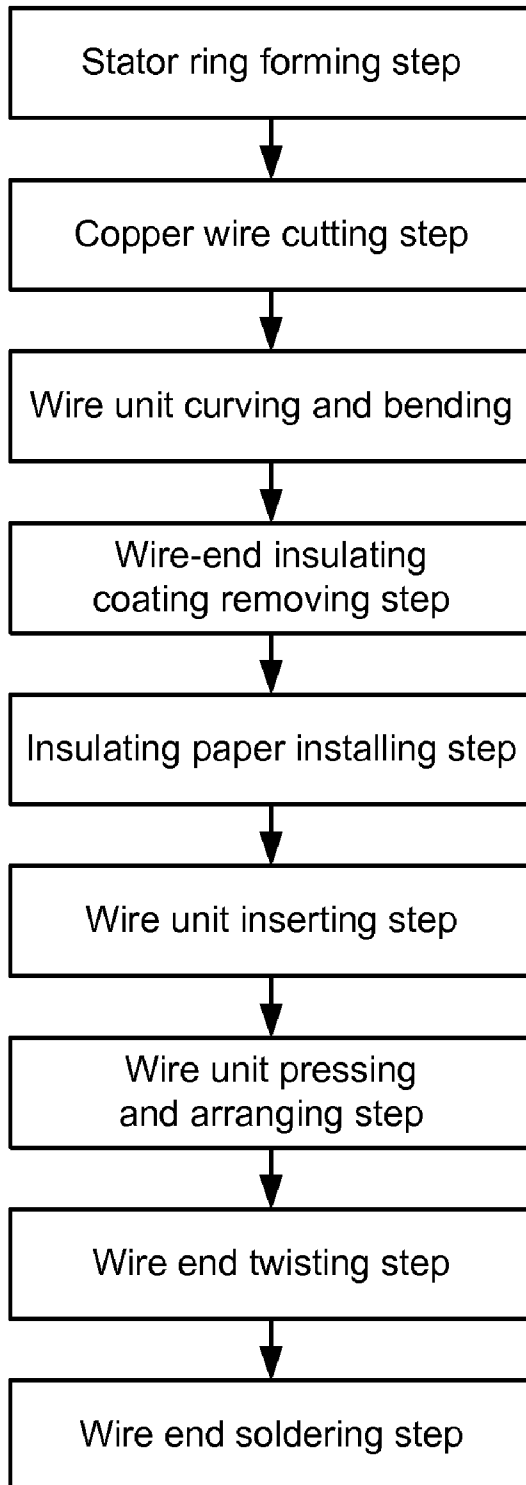 Stator ring forming step
Copper wire cutting step
Wire unit curving and bending
Wire-end insulating
coating removing step
Insulating paper installing step
Wire unit inserting step
Wire unit pressing
and arranging step
Wire end twisting step
Wire end soldering step